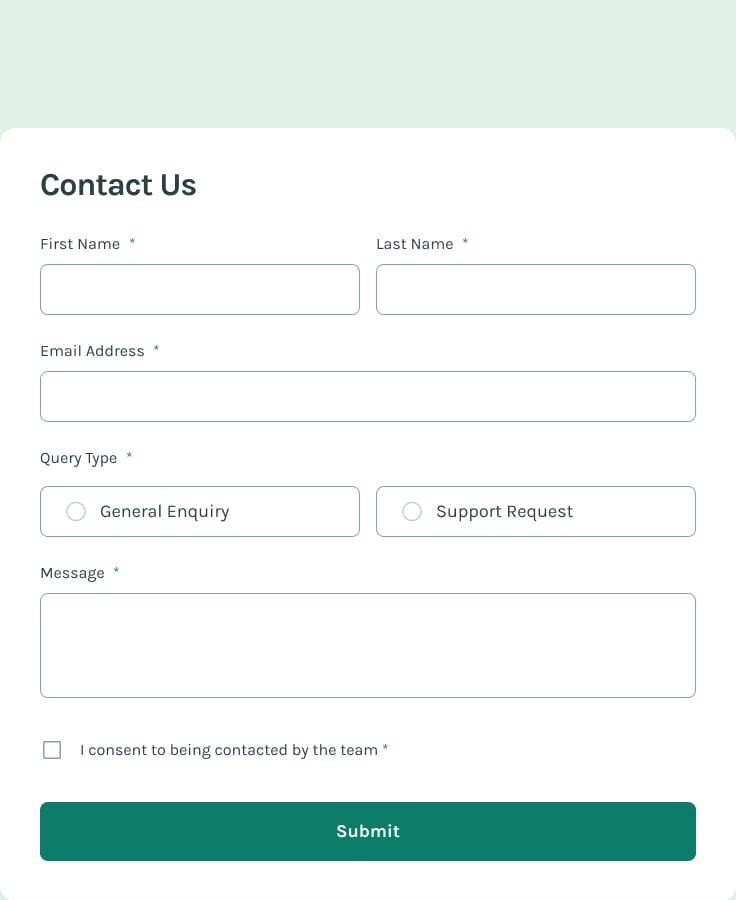 Contact Us
First Name *
Last Name *
Email Address *
Query Type *
General Enquiry
Support Request
Message *
I consent to being contacted by the team *
Submit